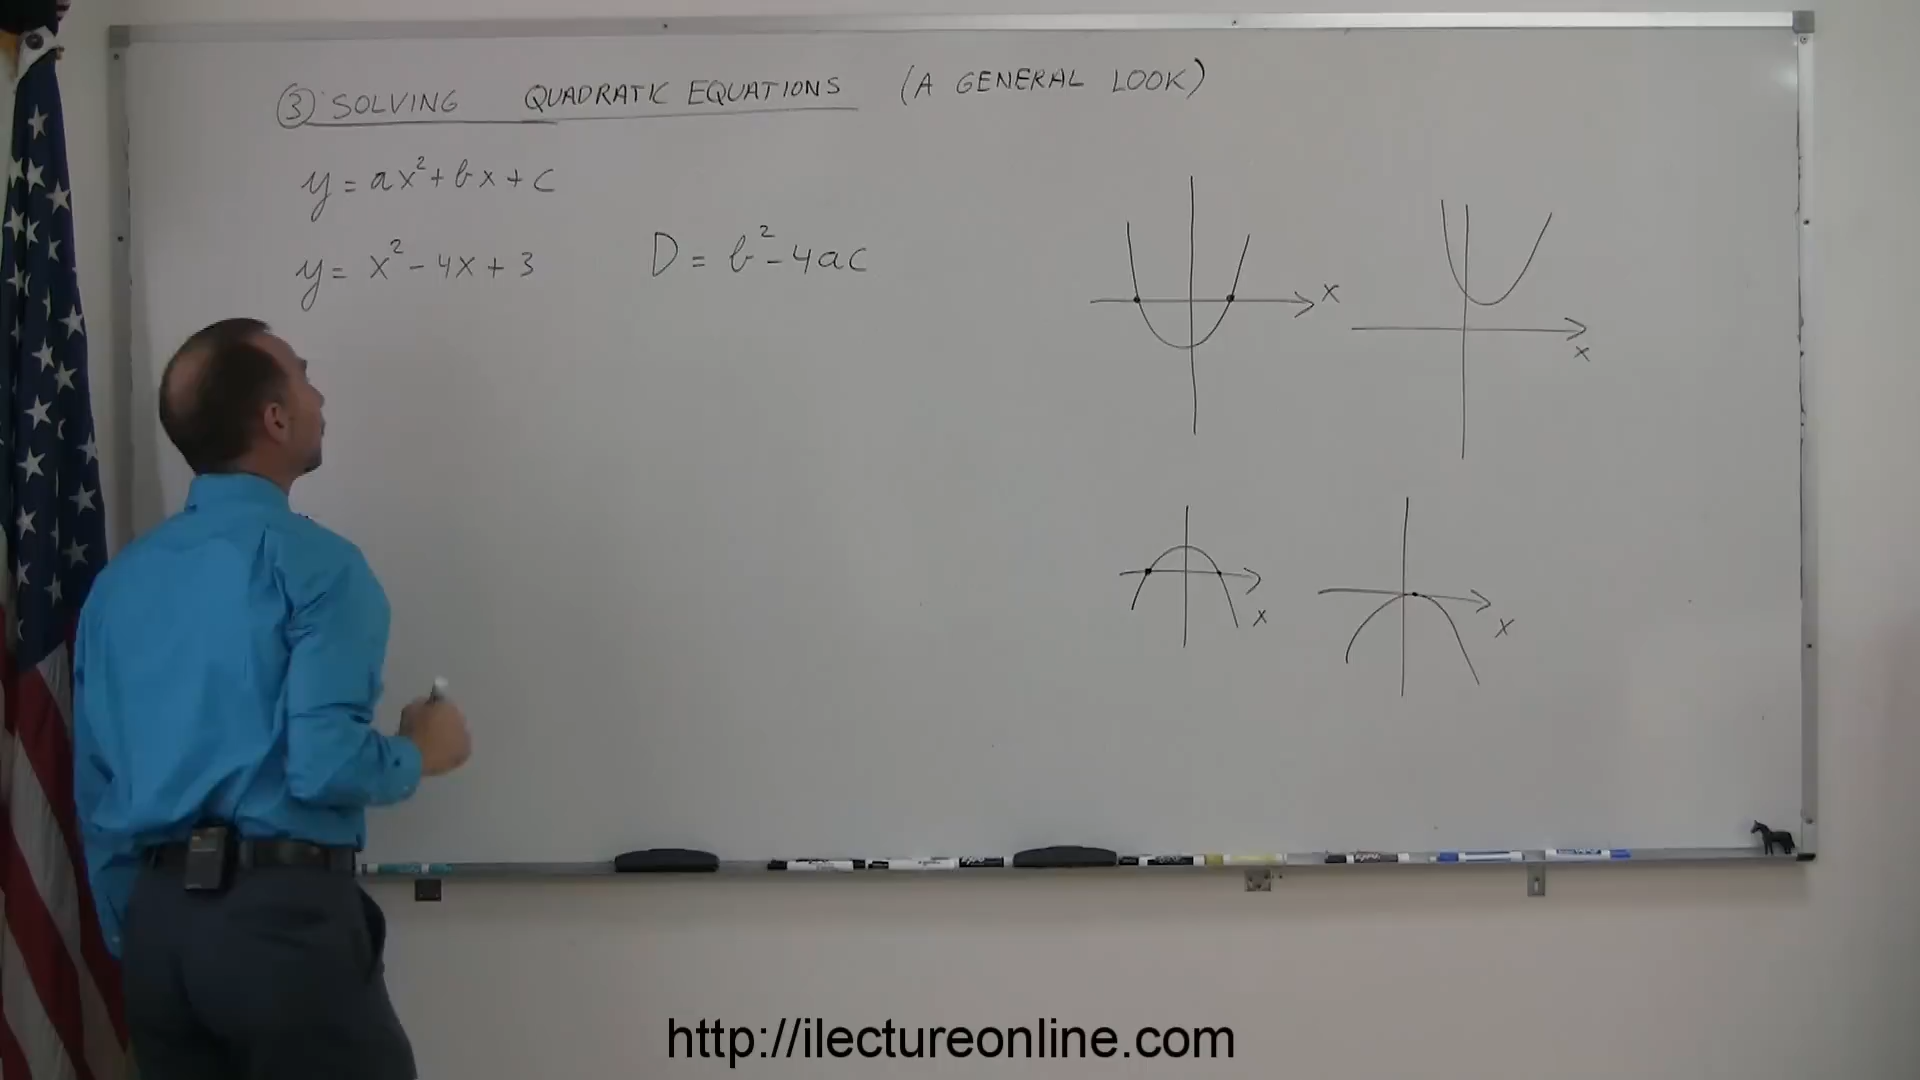 ③ SOLVING QUADRATIC EQUATIONS (A GENERAL LOOK)
y = ax² + bx + c
y = x² - 4x + 3
D = b² - 4ac
x
x
x
x
http://ilectureonline.com